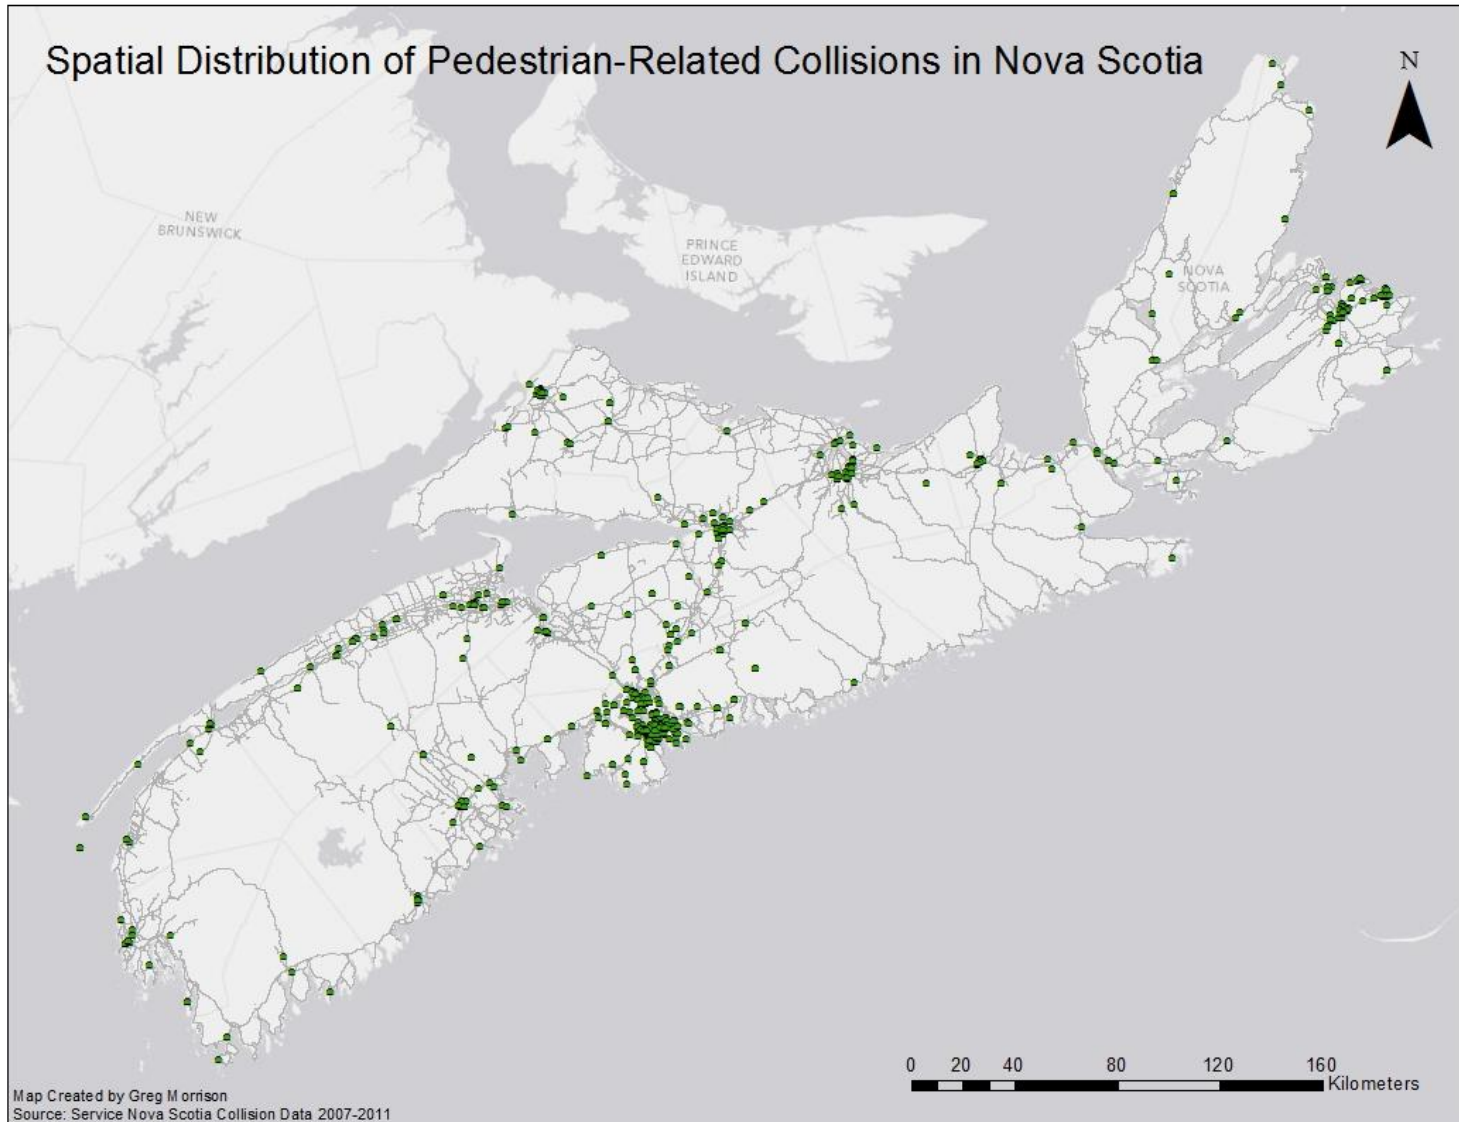 Spatial Distribution of Pedestrian-Related Collisions in Nova Scotia
N
NEW
BRUNSWICK
PRINCE
EDWARD
ISLAND
NOVA
SCOTIA
0 20 40 80 120 160
Kilometers
Map Created by Greg Morrison
Source: Service Nova Scotia Collision Data 2007-2011